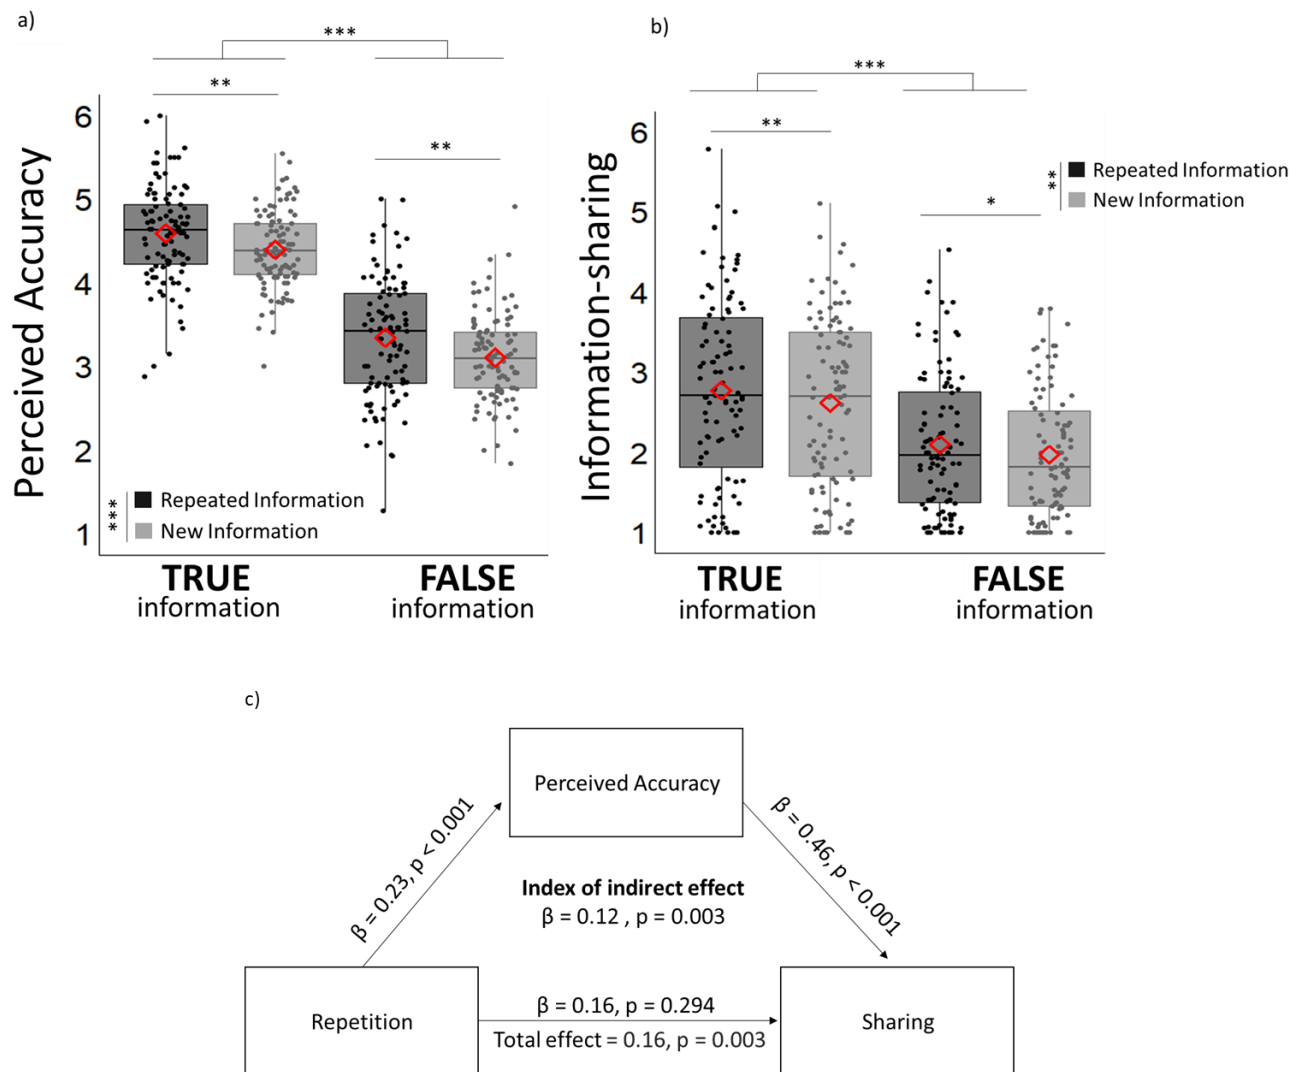 a)
***
**
**
Perceived Accuracy
6
5
4
3
2
1
***
Repeated Information
New Information
TRUE
information
FALSE
information
b)
***
**
*
Information-sharing
6
5
4
3
2
1
**
Repeated Information
New Information
TRUE
information
FALSE
information
c)
Perceived Accuracy
β = 0.23, p < 0.001
β = 0.46, p < 0.001
Index of indirect effect
β = 0.12 , p = 0.003
Repetition
β = 0.16, p = 0.294
Total effect = 0.16, p = 0.003
Sharing